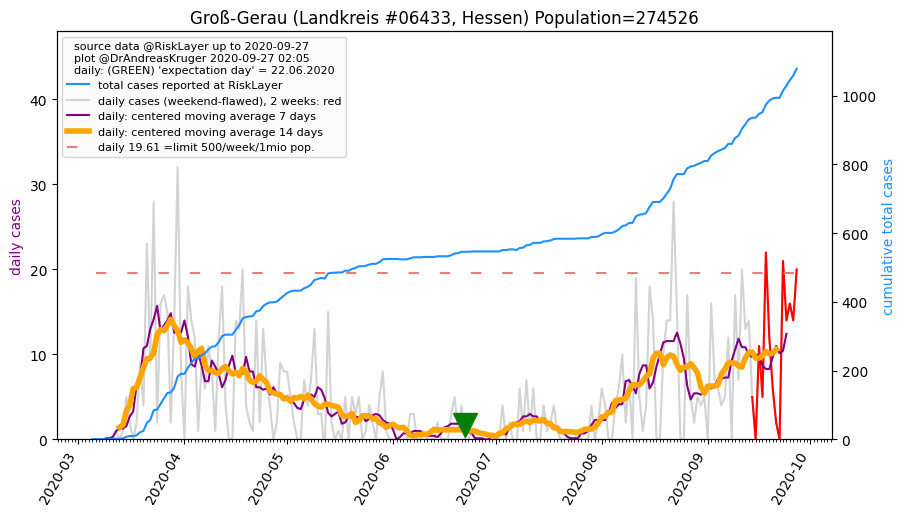 Groß-Gerau (Landkreis #06433, Hessen) Population=274526
source data @RiskLayer up to 2020-09-27
plot @DrAndreasKruger 2020-09-27 02:05
daily: (GREEN) 'expectation day' = 22.06.2020
total cases reported at RiskLayer
daily cases (weekend-flawed), 2 weeks: red
daily: centered moving average 7 days
daily: centered moving average 14 days
daily 19.61 =limit 500/week/1mio pop.
daily cases
40
30
20
10
0
cumulative total cases
1000
800
600
400
200
0
2020-03
2020-04
2020-05
2020-06
2020-07
2020-08
2020-09
2020-10